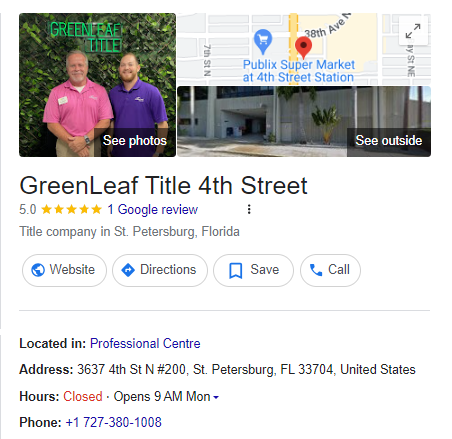 GREENLEAF
TITLE
See photos
38th Ave N
7th St N
Publix Super Market
at 4th Street Station
See outside
GreenLeaf Title 4th Street
5.0 ★★★★★ 1 Google review
Title company in St. Petersburg, Florida
Website Directions Save Call
Located in: Professional Centre
Address: 3637 4th St N #200, St. Petersburg, FL 33704, United States
Hours: Closed · Opens 9 AM Mon
Phone: +1 727-380-1008